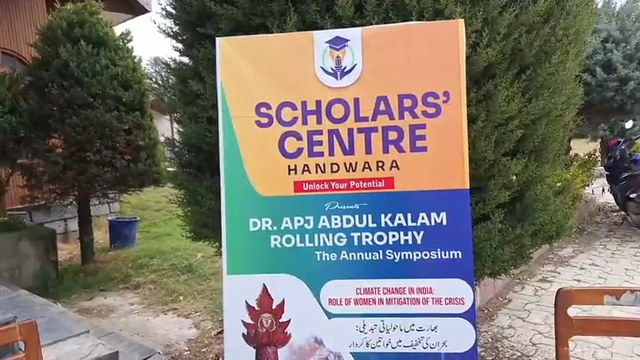 SCHOLARS'
CENTRE
HANDWARA
Unlock Your Potential
Presents
DR. APJ ABDUL KALAM
ROLLING TROPHY
The Annual Symposium
CLIMATE CHANGE IN INDIA:
ROLE OF WOMEN IN MITIGATION OF THE CRISIS
بھارت میں ماحولیاتی تبدیلی:
بحران کی تخفیف میں خواتین کا کردار